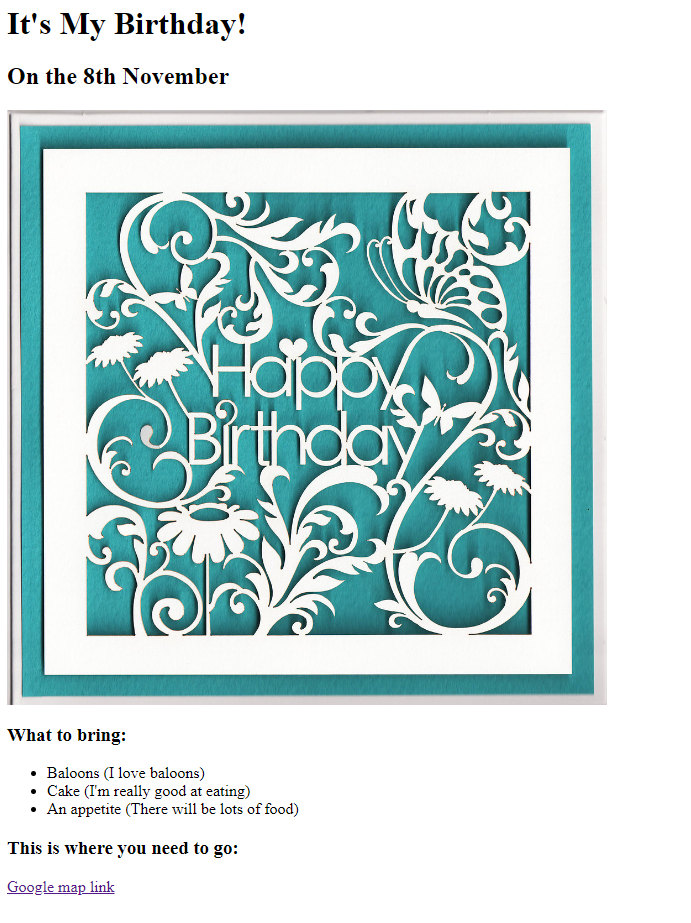 It's My Birthday!
On the 8th November
Happy
Birthday
What to bring:
Baloons (I love baloons)
Cake (I'm really good at eating)
An appetite (There will be lots of food)
This is where you need to go:
Google map link